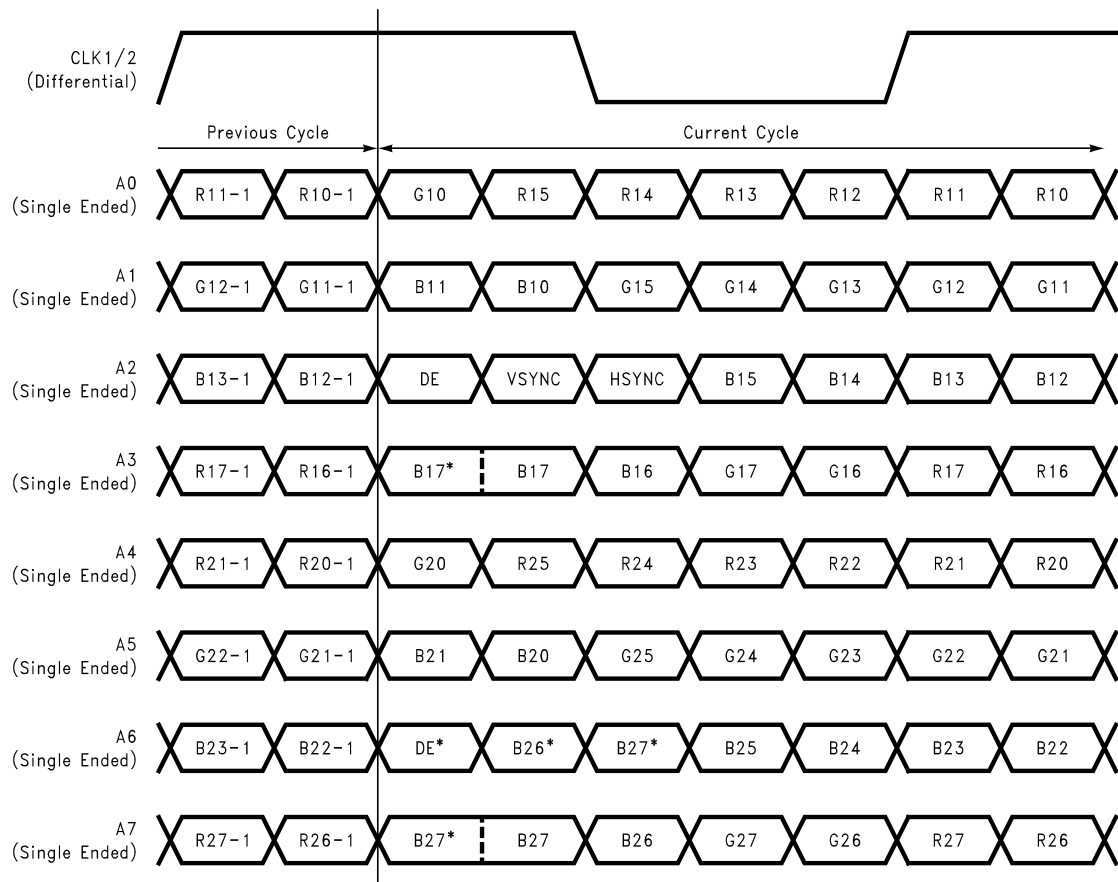 CLK1/2
(Differential)
Previous Cycle Current Cycle
A0
(Single Ended)
R11-1 R10-1 G10 R15 R14 R13 R12 R11 R10
A1
(Single Ended)
G12-1 G11-1 B11 B10 G15 G14 G13 G12 G11
A2
(Single Ended)
B13-1 B12-1 DE VSYNC HSYNC B15 B14 B13 B12
A3
(Single Ended)
R17-1 R16-1 B17* B17 B16 G17 G16 R17 R16
A4
(Single Ended)
R21-1 R20-1 G20 R25 R24 R23 R22 R21 R20
A5
(Single Ended)
G22-1 G21-1 B21 B20 G25 G24 G23 G22 G21
A6
(Single Ended)
B23-1 B22-1 DE* B26* B27* B25 B24 B23 B22
A7
(Single Ended)
R27-1 R26-1 B27* B27 B26 G27 G26 R27 R26